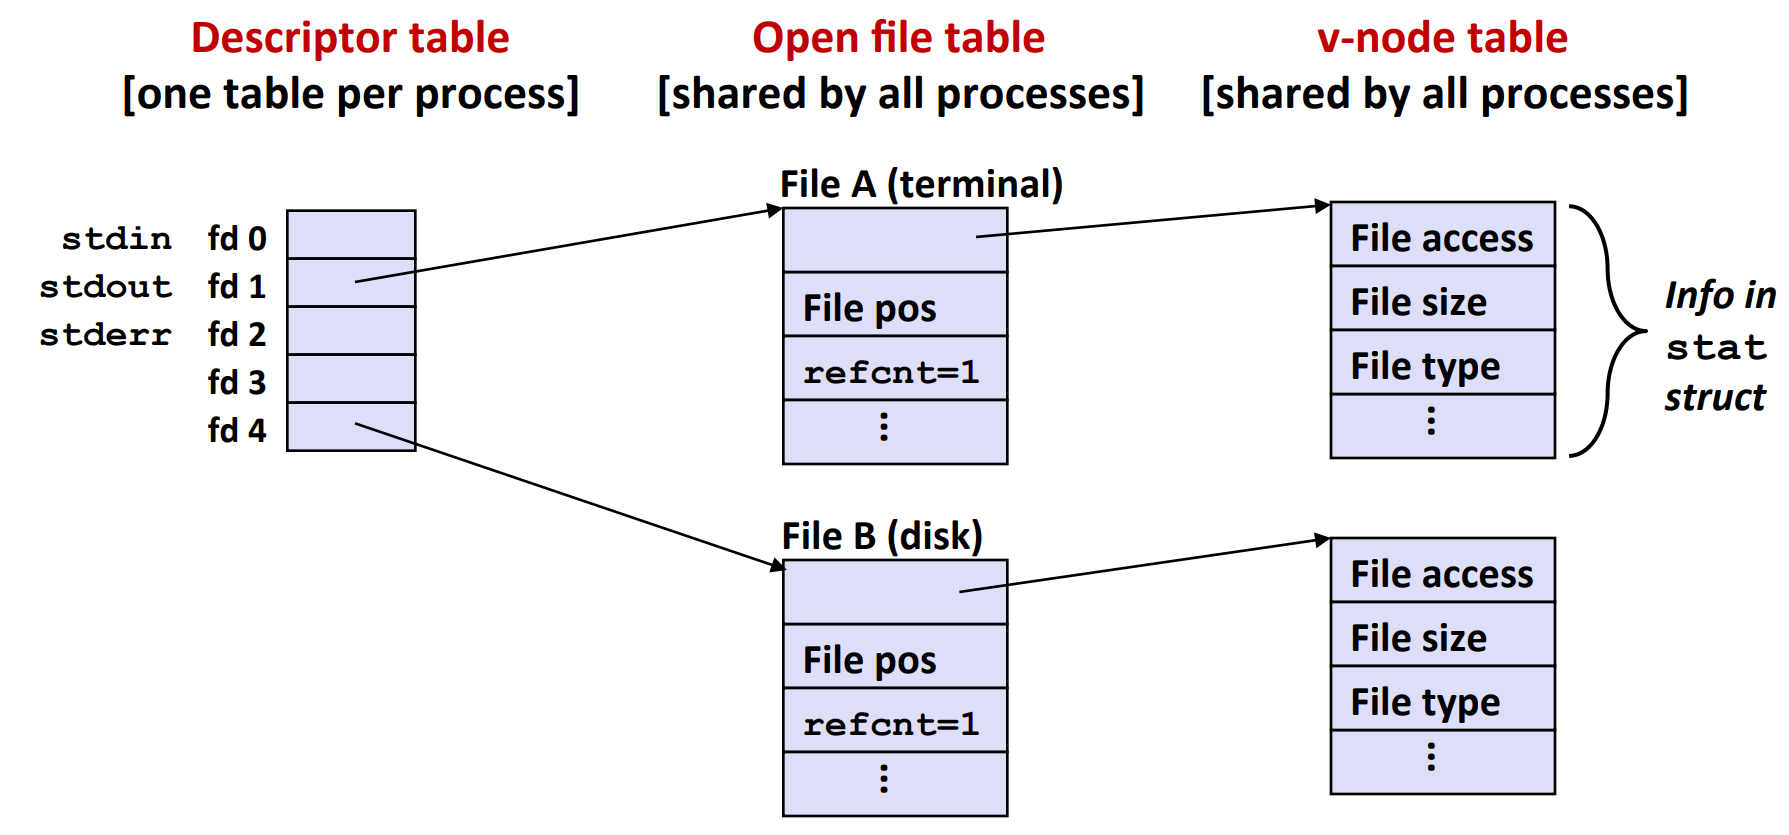 Descriptor table
[one table per process]
Open file table
[shared by all processes]
v-node table
[shared by all processes]
stdin fd 0
stdout fd 1
stderr fd 2
fd 3
fd 4
File A (terminal)
File pos
refcnt=1
⋮
File access
File size
File type
⋮
Info in
stat
struct
File B (disk)
File pos
refcnt=1
⋮
File access
File size
File type
⋮